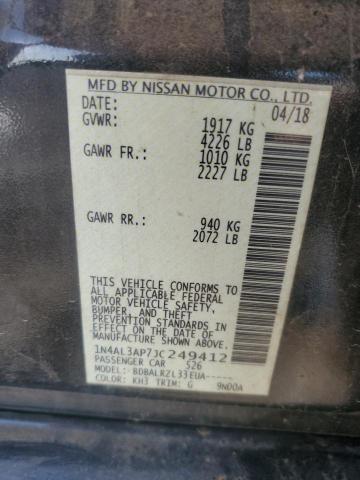 MFD BY NISSAN MOTOR CO., LTD.
DATE: 04/18
GVWR: 1917 KG
4226 LB
GAWR FR.: 1010 KG
2227 LB
GAWR RR.: 940 KG
2072 LB
THIS VEHICLE CONFORMS TO
ALL APPLICABLE FEDERAL
MOTOR VEHICLE SAFETY,
BUMPER, AND THEFT
PREVENTION STANDARDS IN
EFFECT ON THE DATE OF
MANUFACTURE SHOWN ABOVE.
1N4AL3AP7JC249412
PASSENGER CAR 526
MODEL: BDBALRZL33EUA-----
COLOR: KH3 TRIM: G 9N00A